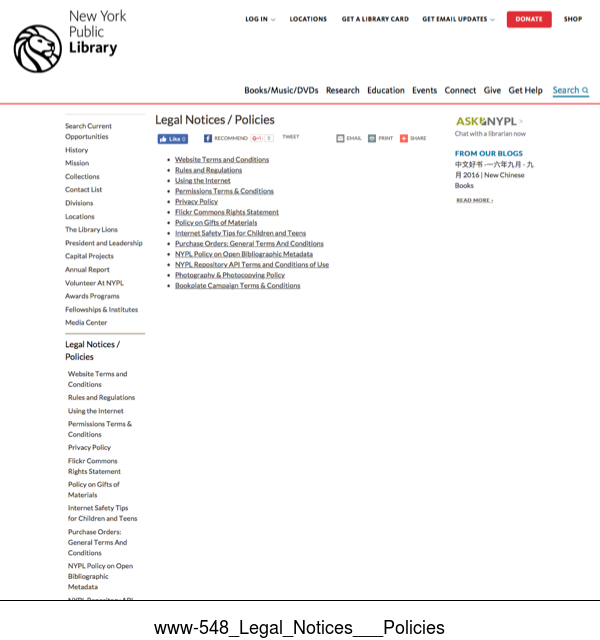 New York
Public
Library
LOG IN
LOCATIONS
GET A LIBRARY CARD
GET EMAIL UPDATES
DONATE
SHOP
Books/Music/DVDs
Research
Education
Events
Connect
Give
Get Help
Search
Search Current
Opportunities
History
Mission
Collections
Contact List
Divisions
Locations
The Library Lions
President and Leadership
Capital Projects
Annual Report
Volunteer At NYPL
Awards Programs
Fellowships & Institutes
Media Center
Legal Notices /
Policies
Website Terms and
Conditions
Rules and Regulations
Using the Internet
Permissions Terms &
Conditions
Privacy Policy
Flickr Commons
Rights Statement
Policy on Gifts of
Materials
Internet Safety Tips
for Children and Teens
Purchase Orders:
General Terms And
Conditions
NYPL Policy on Open
Bibliographic
Metadata
Legal Notices / Policies
Like 0
RECOMMEND
G+1 0
TWEET
EMAIL
PRINT
SHARE
Website Terms and Conditions
Rules and Regulations
Using the Internet
Permissions Terms & Conditions
Privacy Policy
Flickr Commons Rights Statement
Policy on Gifts of Materials
Internet Safety Tips for Children and Teens
Purchase Orders: General Terms And Conditions
NYPL Policy on Open Bibliographic Metadata
NYPL Repository API Terms and Conditions of Use
Photography & Photocopying Policy
Bookplate Campaign Terms & Conditions
ASK NYPL >
Chat with a librarian now
FROM OUR BLOGS
中文好书 -一六年九月 - 九
月 2016 | New Chinese
Books
READ MORE ›
www-548_Legal_Notices___Policies